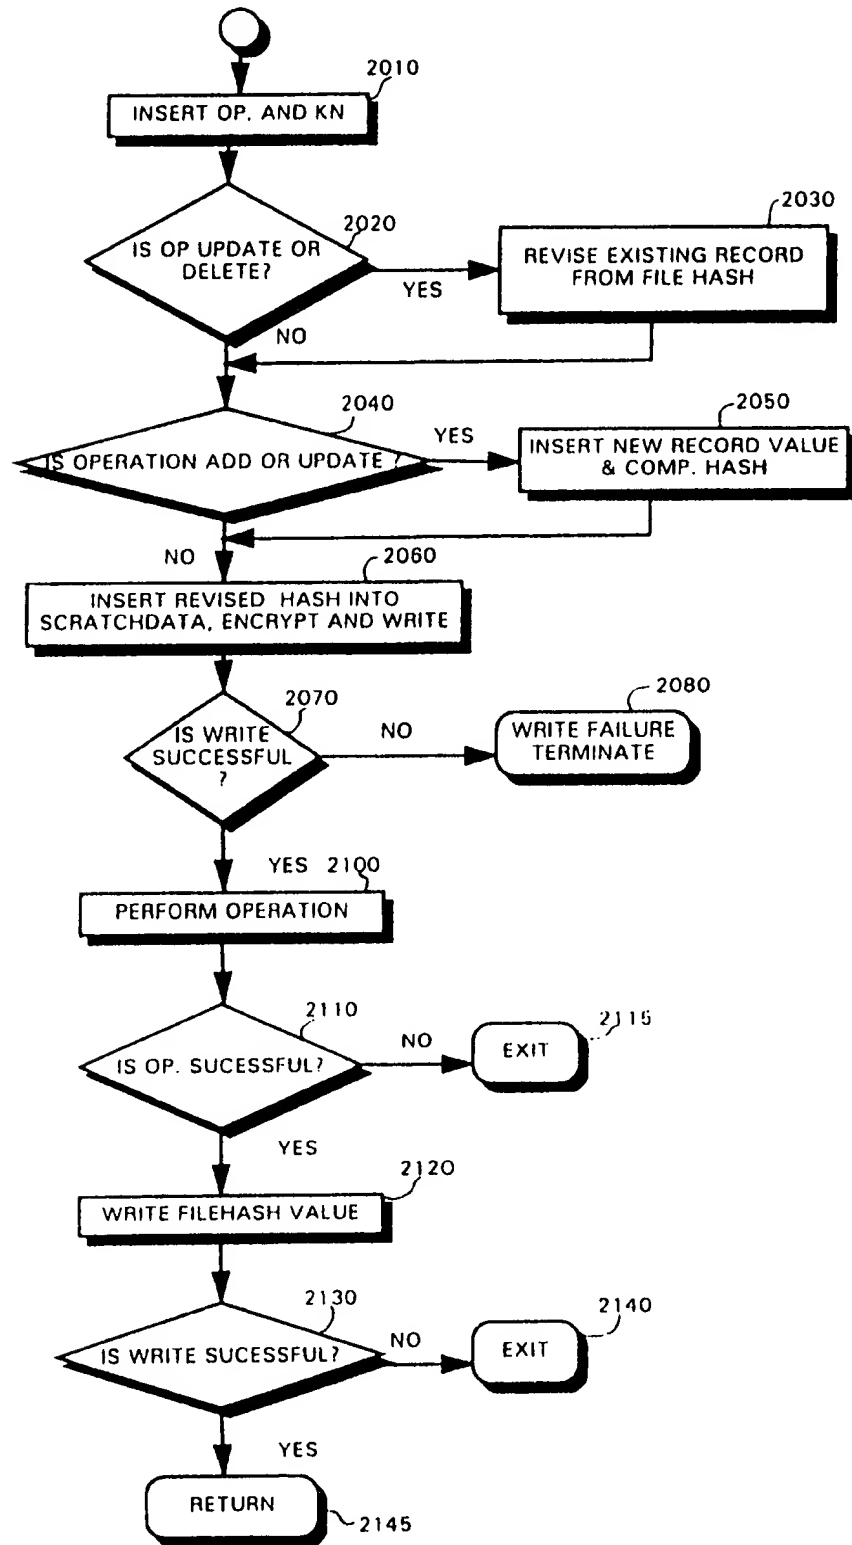 2010
INSERT OP. AND KN
2020
IS OP UPDATE OR
DELETE?
YES
NO
2030
REVISE EXISTING RECORD
FROM FILE HASH
2040
IS OPERATION ADD OR UPDATE ?
YES
NO
2050
INSERT NEW RECORD VALUE
& COMP. HASH
2060
INSERT REVISED HASH INTO
SCRATCHDATA, ENCRYPT AND WRITE
2070
IS WRITE
SUCCESSFUL
?
NO
2080
WRITE FAILURE
TERMINATE
YES
2100
PERFORM OPERATION
2110
IS OP. SUCESSFUL?
NO
2115
EXIT
YES
2120
WRITE FILEHASH VALUE
2130
IS WRITE SUCESSFUL?
NO
2140
EXIT
YES
RETURN
2145